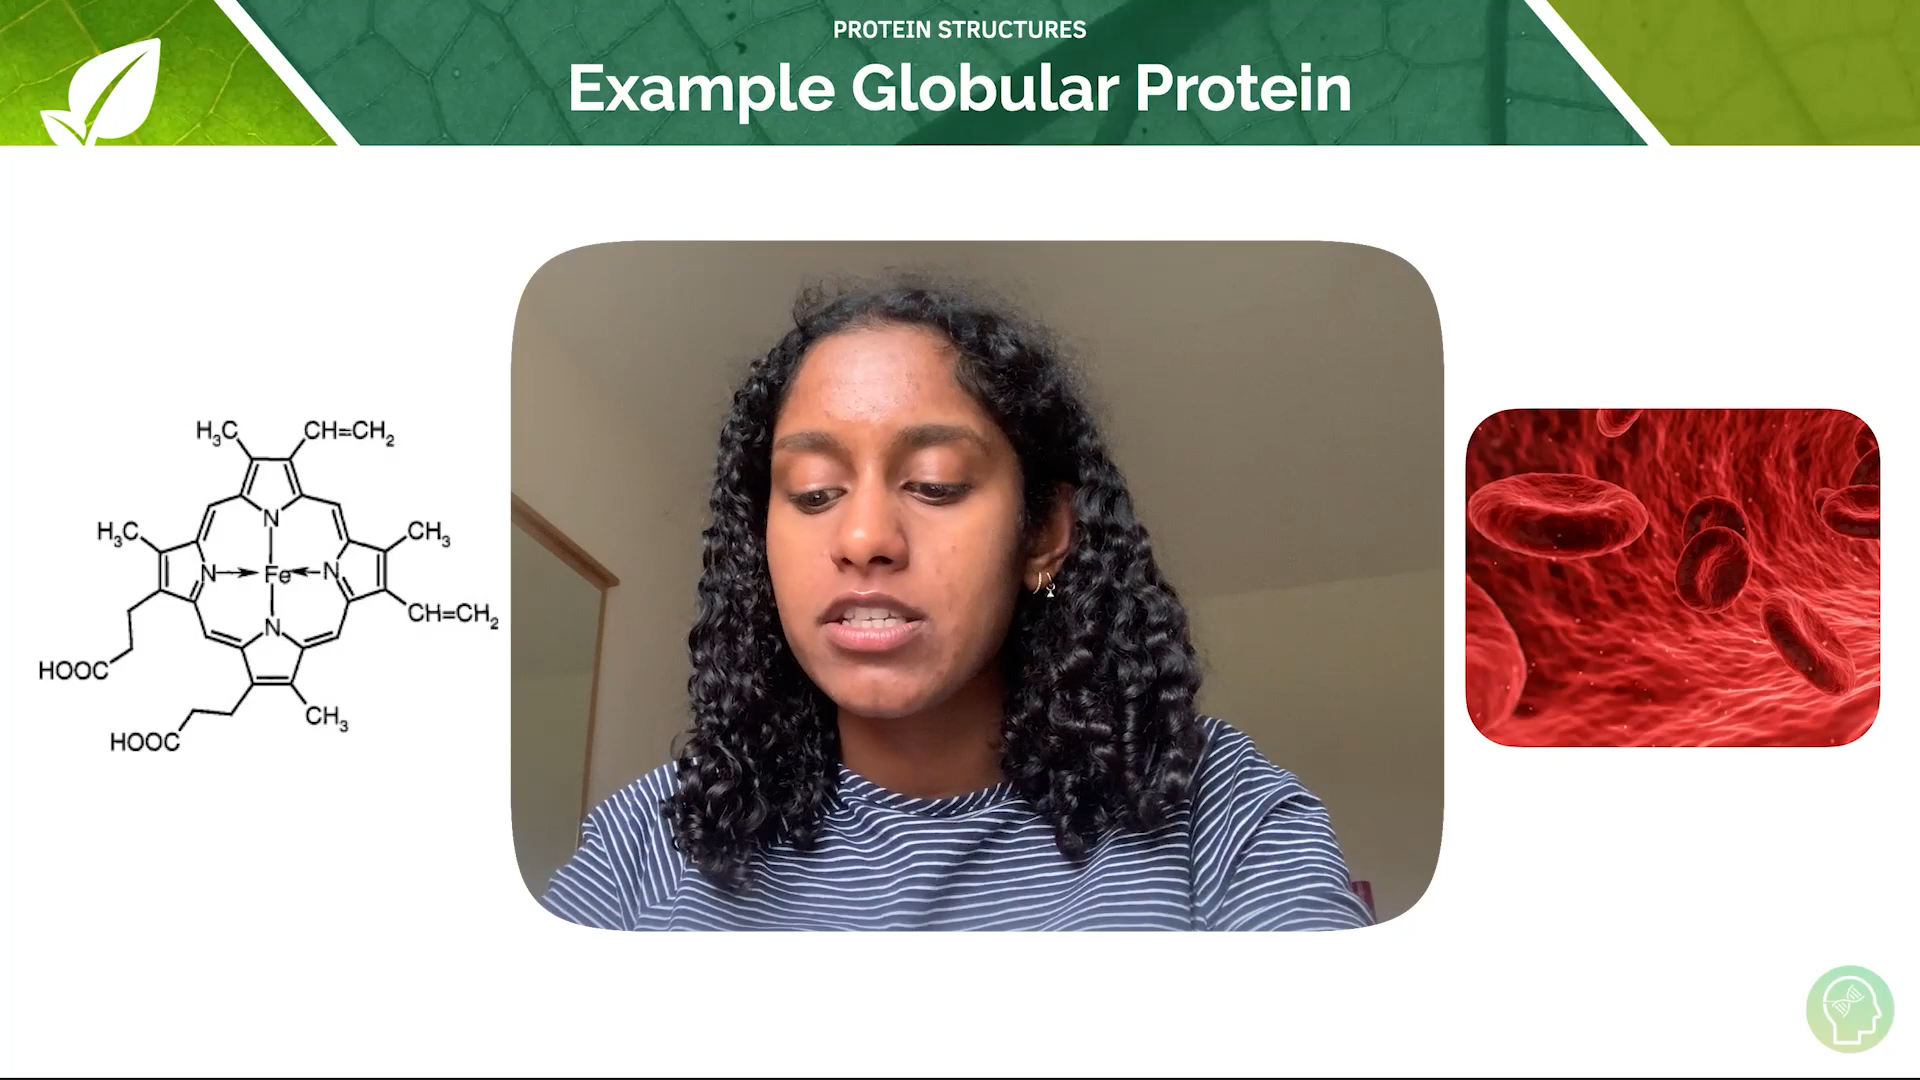 PROTEIN STRUCTURES
Example Globular Protein
H3C CH=CH2
N
H3C CH3
N Fe N
CH=CH2
N
HOOC
CH3
HOOC